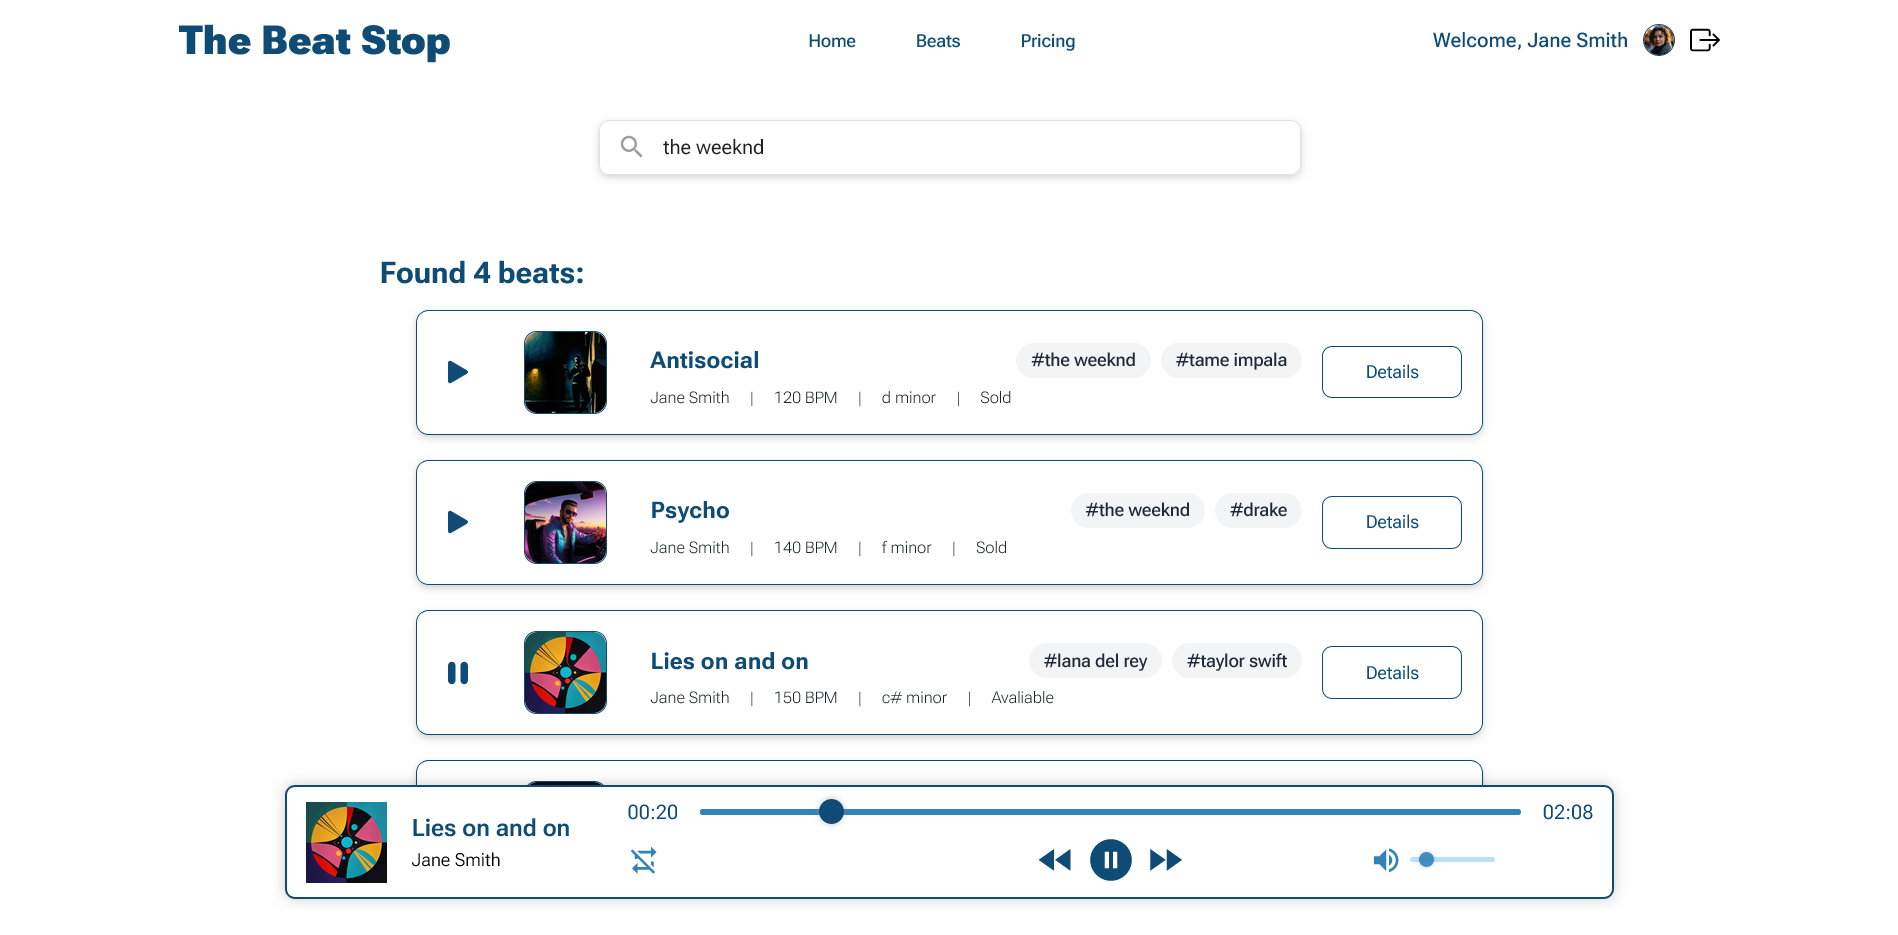 The Beat Stop
Home Beats Pricing
Welcome, Jane Smith
the weeknd
Found 4 beats:
Antisocial
#the weeknd #tame impala
Details
Jane Smith | 120 BPM | d minor | Sold
Psycho
#the weeknd #drake
Details
Jane Smith | 140 BPM | f minor | Sold
Lies on and on
#lana del rey #taylor swift
Details
Jane Smith | 150 BPM | c# minor | Avaliable
Lies on and on
Jane Smith
00:20
02:08